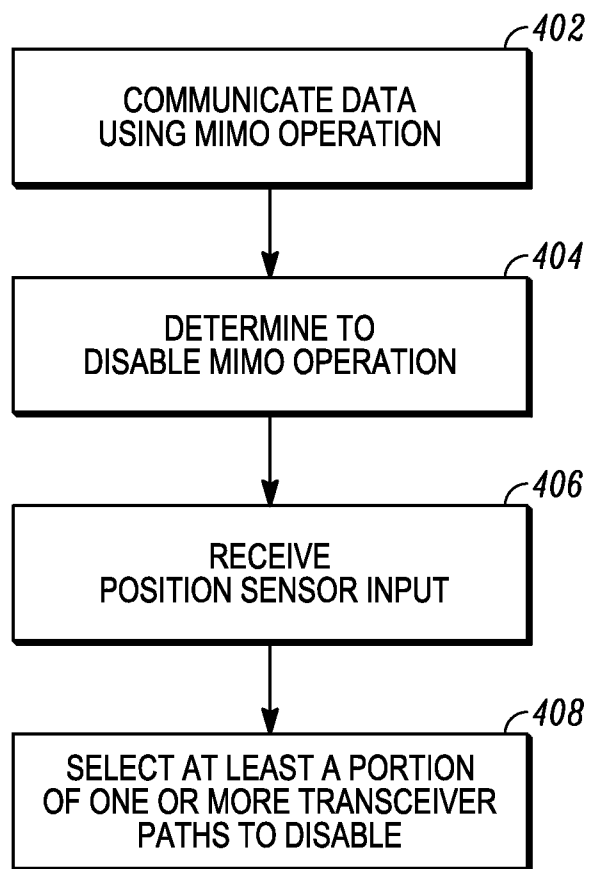 402
COMMUNICATE DATA
USING MIMO OPERATION
404
DETERMINE TO
DISABLE MIMO OPERATION
406
RECEIVE
POSITION SENSOR INPUT
408
SELECT AT LEAST A PORTION
OF ONE OR MORE TRANSCEIVER
PATHS TO DISABLE